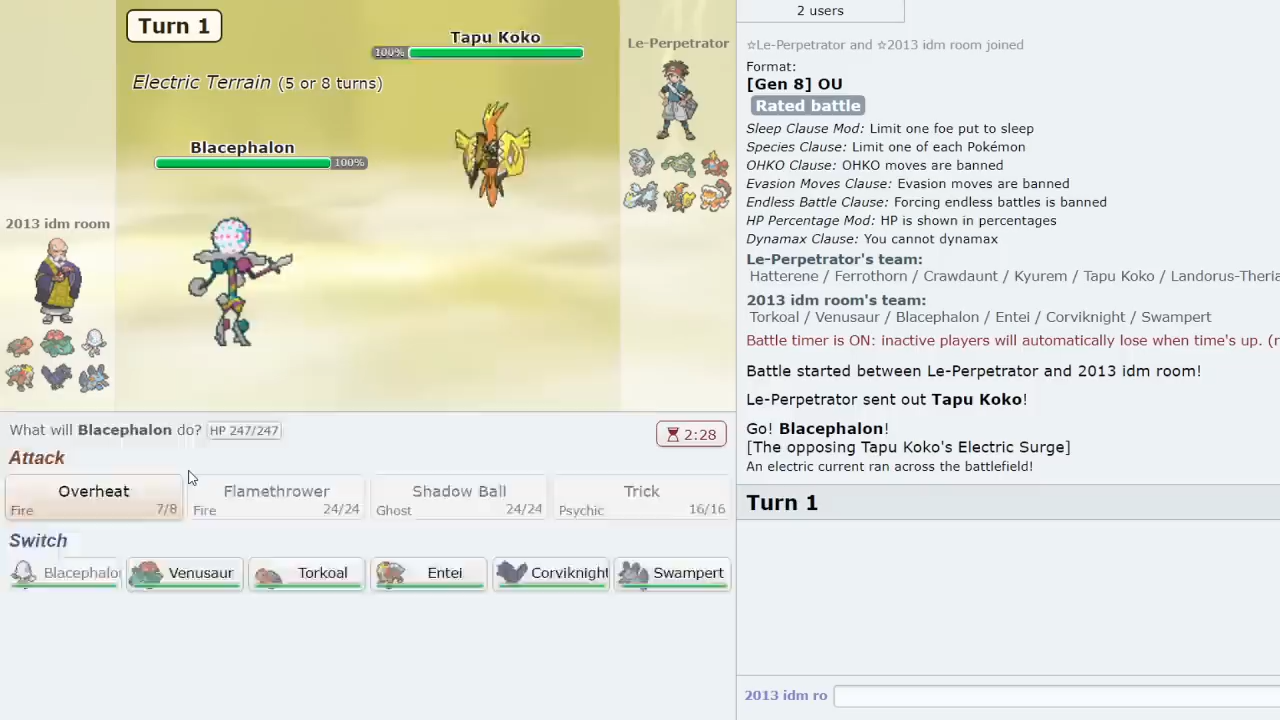 Turn 1
Tapu Koko
100%
Electric Terrain (5 or 8 turns)
Blacephalon
100%
Le-Perpetrator
2013 idm room
What will Blacephalon do? HP 247/247
2:28
Attack
Overheat
Fire 7/8
Flamethrower
Fire 24/24
Shadow Ball
Ghost 24/24
Trick
Psychic 16/16
Switch
Blacephalo
Venusaur
Torkoal
Entei
Corviknight
Swampert
2 users
☆Le-Perpetrator and ☆2013 idm room joined
Format:
[Gen 8] OU
Rated battle
Sleep Clause Mod: Limit one foe put to sleep
Species Clause: Limit one of each Pokémon
OHKO Clause: OHKO moves are banned
Evasion Moves Clause: Evasion moves are banned
Endless Battle Clause: Forcing endless battles is banned
HP Percentage Mod: HP is shown in percentages
Dynamax Clause: You cannot dynamax
Le-Perpetrator's team:
Hatterene / Ferrothorn / Crawdaunt / Kyurem / Tapu Koko / Landorus-Theria
2013 idm room's team:
Torkoal / Venusaur / Blacephalon / Entei / Corviknight / Swampert
Battle timer is ON: inactive players will automatically lose when time's up. (r
Battle started between Le-Perpetrator and 2013 idm room!
Le-Perpetrator sent out Tapu Koko!
Go! Blacephalon!
[The opposing Tapu Koko's Electric Surge]
An electric current ran across the battlefield!
Turn 1
2013 idm ro